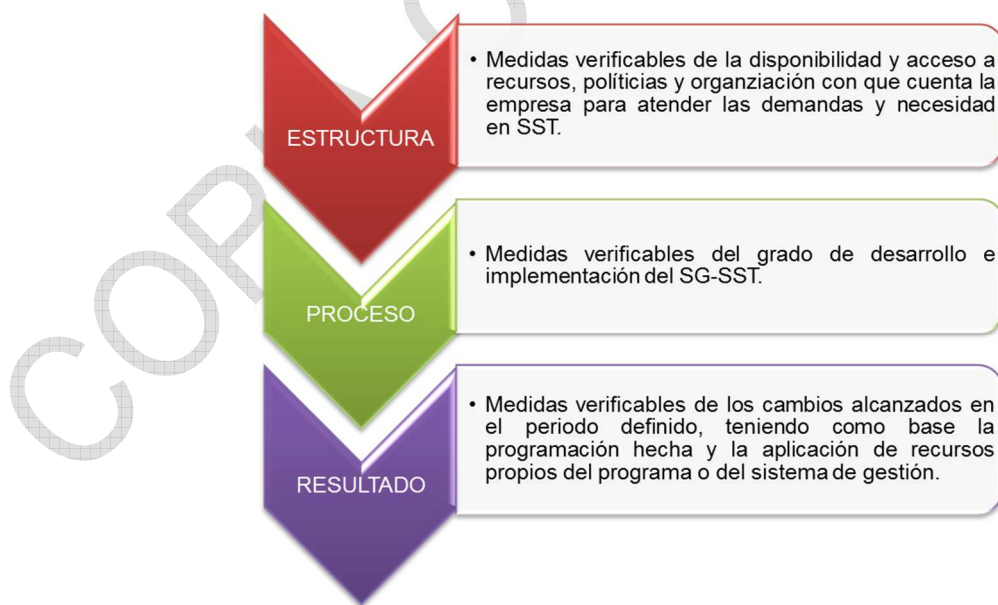 ESTRUCTURA
• Medidas verificables de la disponibilidad y acceso a
recursos, políticias y organziación con que cuenta la
empresa para atender las demandas y necesidad
en SST.
PROCESO
• Medidas verificables del grado de desarrollo e
implementación del SG-SST.
RESULTADO
• Medidas verificables de los cambios alcanzados en
el periodo definido, teniendo como base la
programación hecha y la aplicación de recursos
propios del programa o del sistema de gestión.
COP